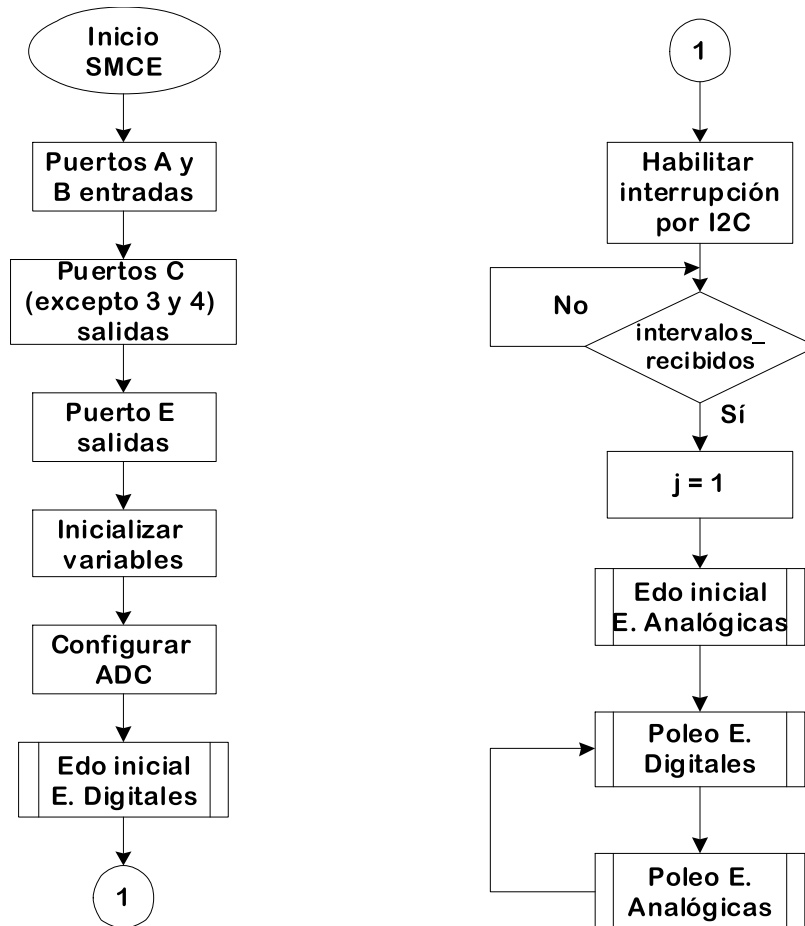 Inicio
SMCE
Puertos A y
B entradas
Puertos C
(excepto 3 y 4)
salidas
Puerto E
salidas
Inicializar
variables
Configurar
ADC
Edo inicial
E. Digitales
1
1
Habilitar
interrupción
por I2C
No
intervalos_
recibidos
Sí
j = 1
Edo inicial
E. Analógicas
Poleo E.
Digitales
Poleo E.
Analógicas